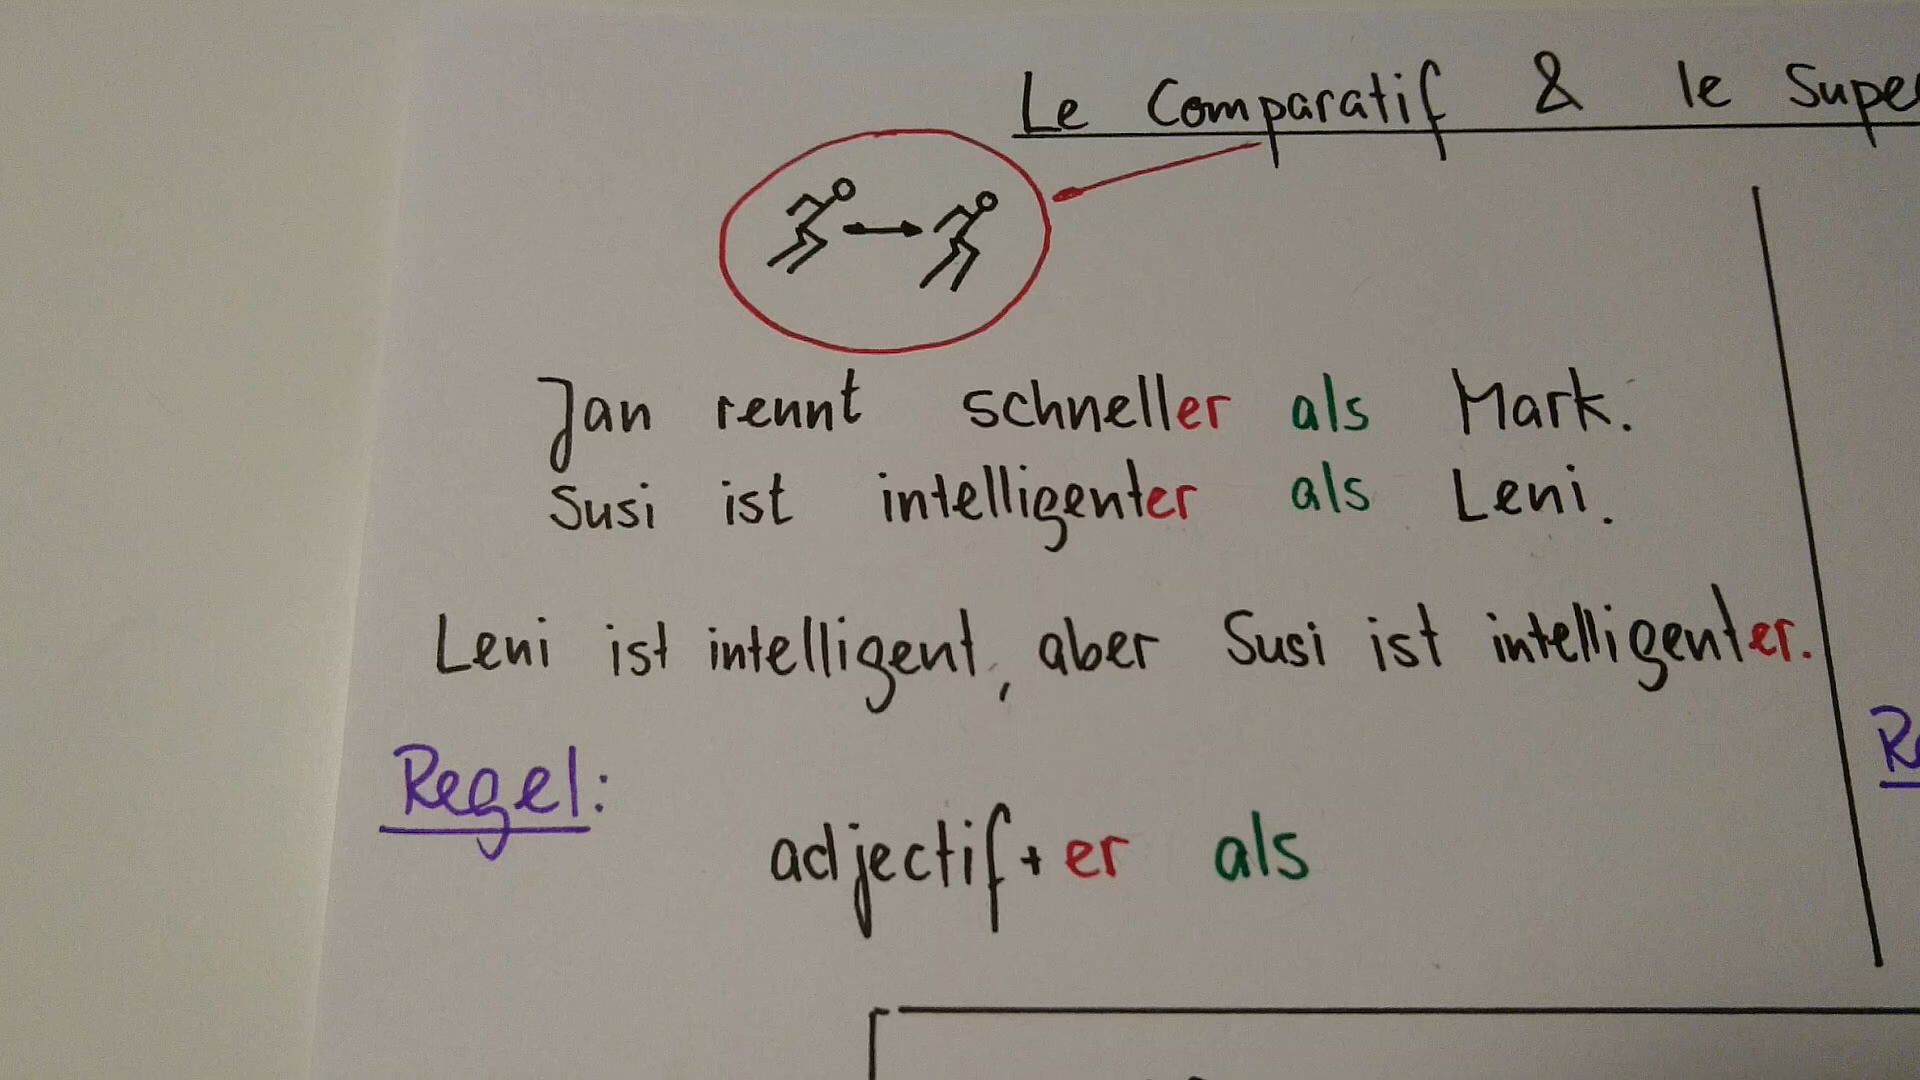 Le Comparatif & le Supe
Jan rennt schneller als Mark.
Susi ist intelligenter als Leni.
Leni ist intelligent, aber Susi ist intelligenter.
Regel:
adjectif + er als